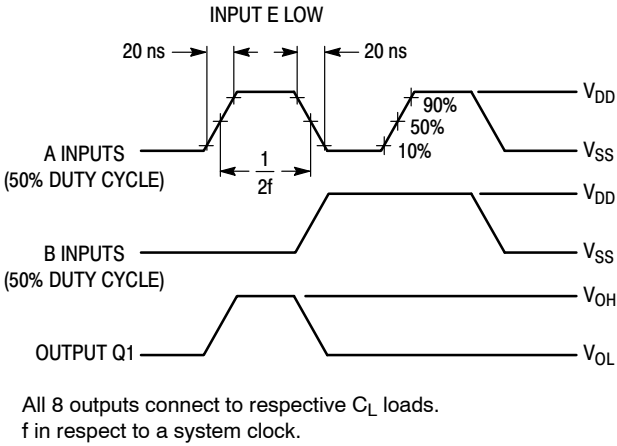 INPUT E LOW
20 ns
20 ns
V_DD
90%
50%
10%
A INPUTS
(50% DUTY CYCLE)
1
2f
V_SS
V_DD
B INPUTS
(50% DUTY CYCLE)
V_SS
V_OH
OUTPUT Q1
V_OL
All 8 outputs connect to respective C_L loads.
f in respect to a system clock.